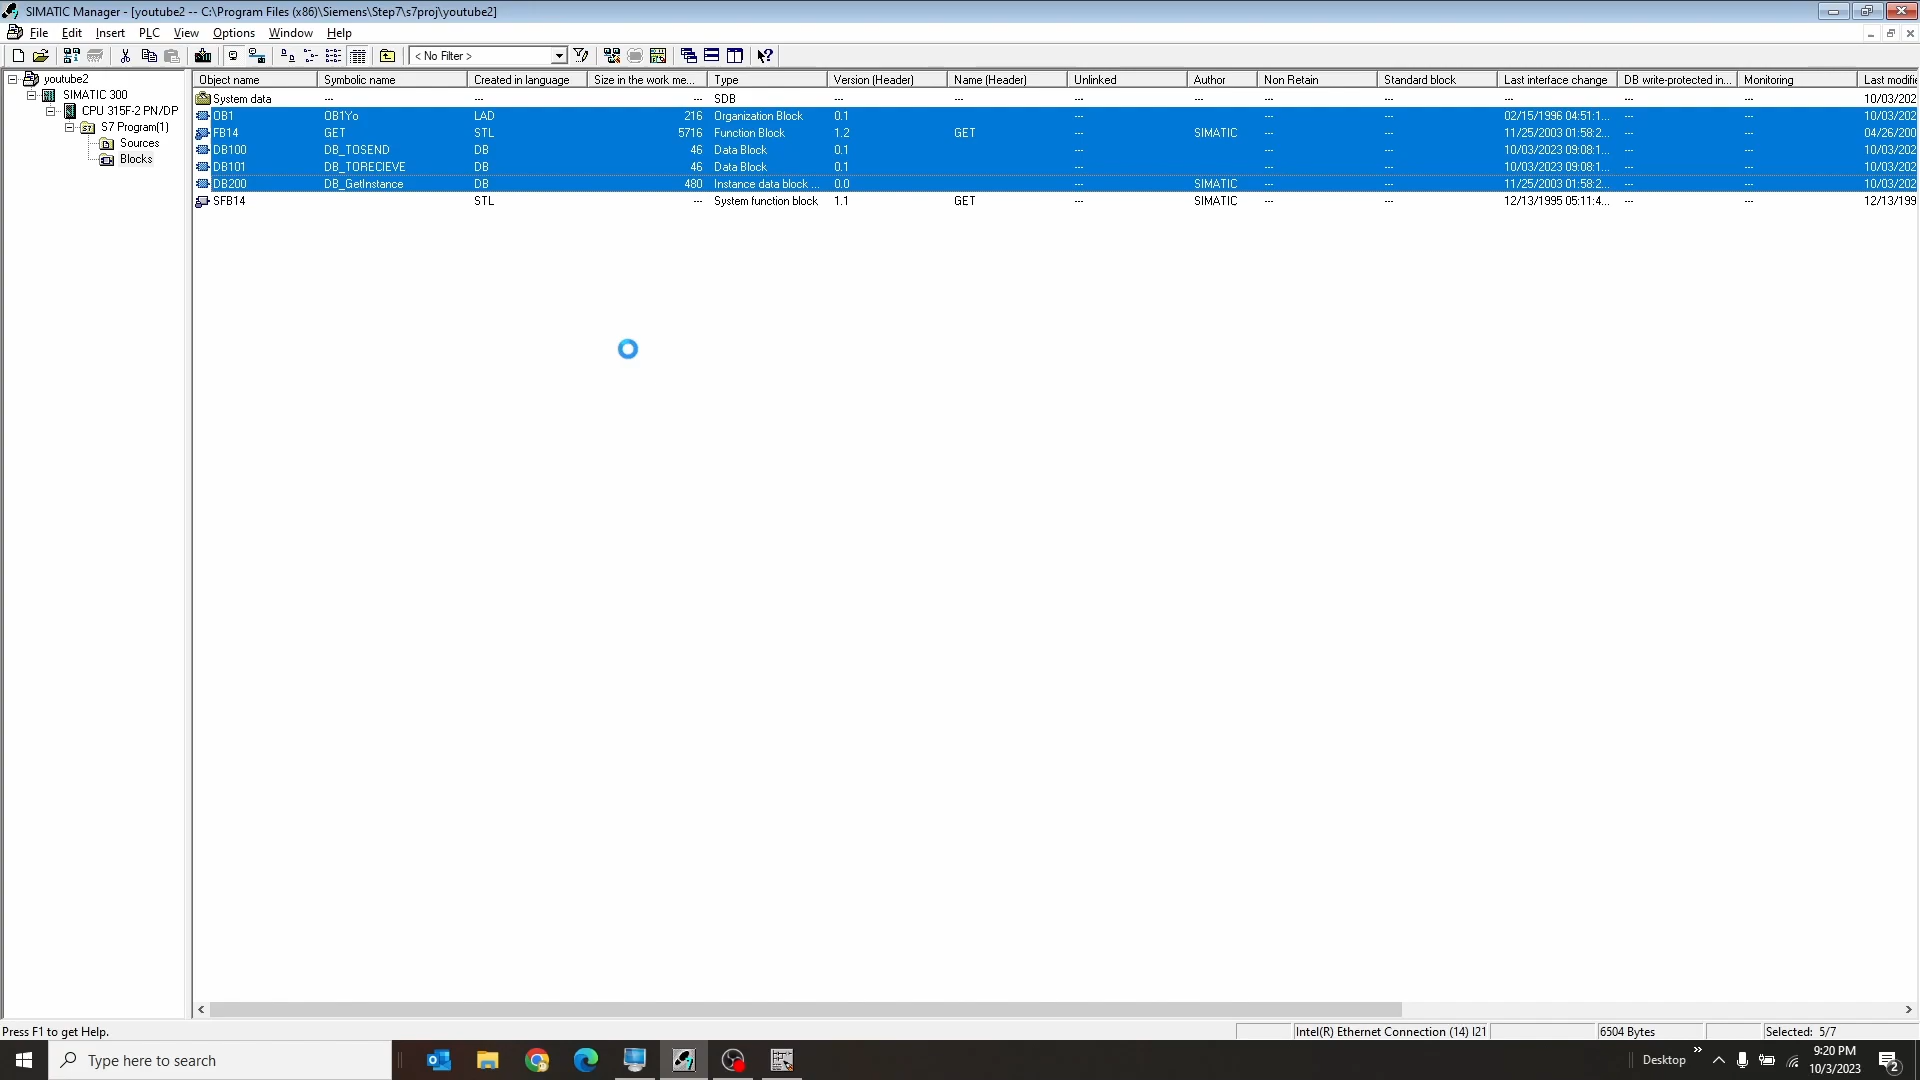 SIMATIC Manager - [youtube2 -- C:\Program Files (x86)\Siemens\Step7\s7proj\youtube2]
File Edit Insert PLC View Options Window Help
< No Filter >
youtube2
SIMATIC 300
CPU 315F-2 PN/DP
S7 Program(1)
Sources
Blocks
Object name Symbolic name Created in language Size in the work me... Type Version (Header) Name (Header) Unlinked Author Non Retain Standard block Last interface change DB write-protected in... Monitoring Last modifie
System data --- --- --- SDB --- --- --- --- --- --- --- --- --- 10/03/202
OB1 OB1Yo LAD 216 Organization Block 0.1 --- --- --- 02/15/1996 04:51:1... --- --- 10/03/202
FB14 GET STL 5716 Function Block 1.2 GET --- SIMATIC --- --- 11/25/2003 01:58:2... --- --- 04/26/200
DB100 DB_TOSEND DB 46 Data Block 0.1 --- --- --- 10/03/2023 09:08:1... --- --- 10/03/202
DB101 DB_TORECIEVE DB 46 Data Block 0.1 --- --- --- 10/03/2023 09:08:1... --- --- 10/03/202
DB200 DB_GetInstance DB 480 Instance data block ... 0.0 --- SIMATIC --- --- 11/25/2003 01:58:2... --- --- 10/03/202
SFB14 STL --- System function block 1.1 GET --- SIMATIC --- --- 12/13/1995 05:11:4... --- --- 12/13/199
Press F1 to get Help. Intel(R) Ethernet Connection (14) I21 6504 Bytes Selected: 5/7
Type here to search
Desktop
9:20 PM
10/3/2023
2